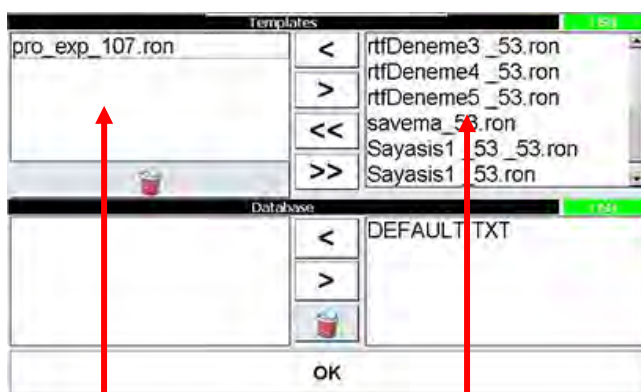 Templates
USB
pro_exp_107.ron
<
>
<<
>>
rtfDeneme3 _53.ron
rtfDeneme4 _53.ron
rtfDeneme5 _53.ron
savema_53.ron
Sayasis1 _53 _53.ron
Sayasis1 _53.ron
Database
USB
<
>
DEFAULT.TXT
OK